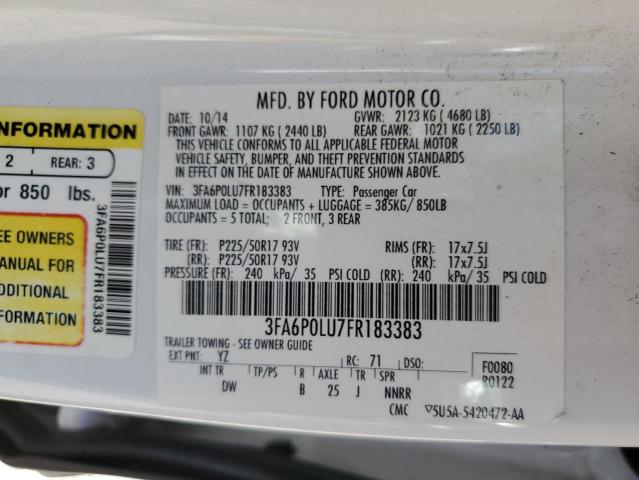 MFD. BY FORD MOTOR CO.
DATE: 10/14 GVWR: 2123 KG ( 4680 LB)
FRONT GAWR: 1107 KG ( 2440 LB) REAR GAWR: 1021 KG ( 2250 LB)
THIS VEHICLE CONFORMS TO ALL APPLICABLE FEDERAL MOTOR
VEHICLE SAFETY, BUMPER, AND THEFT PREVENTION STANDARDS IN
EFFECT ON THE DATE OF MANUFACTURE SHOWN ABOVE.
VIN: 3FA6P0LU7FR183383 TYPE: Passenger Car
MAXIMUM LOAD = OCCUPANTS + LUGGAGE = 385KG/ 850LB
OCCUPANTS = 5 TOTAL: 2 FRONT, 3 REAR
TIRE (FR): P225/50R17 93V RIMS (FR): 17x7.5J
(RR): P225/50R17 93V (RR): 17x7.5J
PRESSURE (FR): 240 kPa/ 35 PSI COLD (RR): 240 kPa/ 35 PSI COLD
3FA6P0LU7FR183383
TRAILER TOWING - SEE OWNER GUIDE
EXT PNT: YZ RC: 71 DSO: F0080
R0122
INT TR TP/PS R AXLE TR SPR
DW B 25 J NNRR
CMC 5U5A-5420472-AA
INFORMATION
2 REAR: 3
or 850 lbs.
EE OWNERS
MANUAL FOR
ADDITIONAL
INFORMATION
3FA6P0LU7FR183383